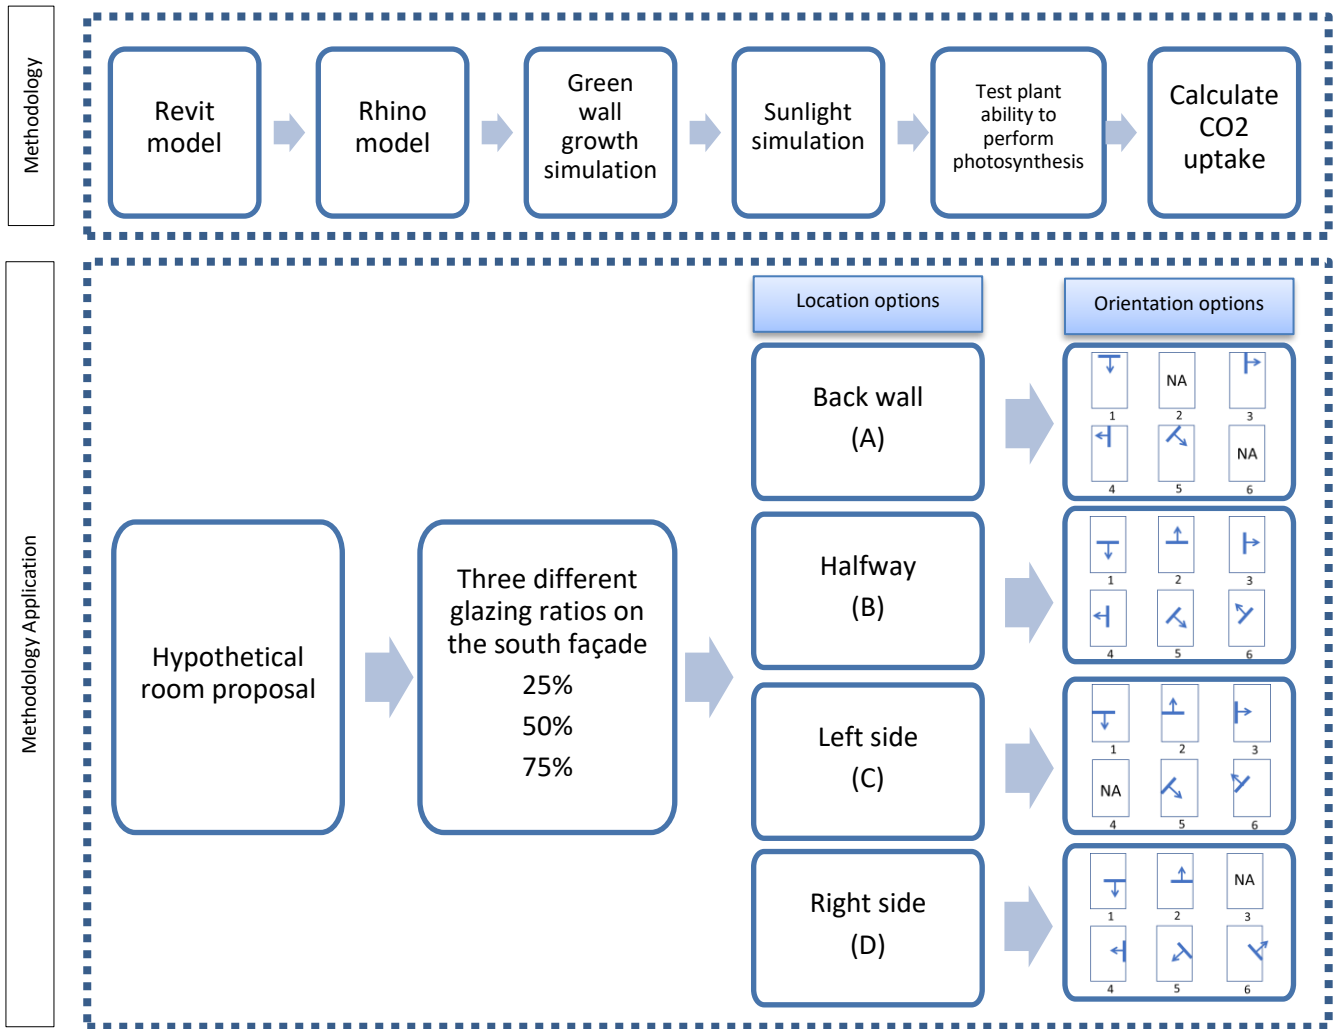 Methodology
Revit
model
Rhino
model
Green
wall
growth
simulation
Sunlight
simulation
Test plant
ability to
perform
photosynthesis
Calculate
CO2
uptake
Methodology Application
Hypothetical
room proposal
Three different
glazing ratios on
the south façade
25%
50%
75%
Location options
Orientation options
Back wall
(A)
NA
1 2 3
NA
4 5 6
Halfway
(B)
1 2 3
4 5 6
Left side
(C)
1 2 3
NA
4 5 6
Right side
(D)
NA
1 2 3
4 5 6